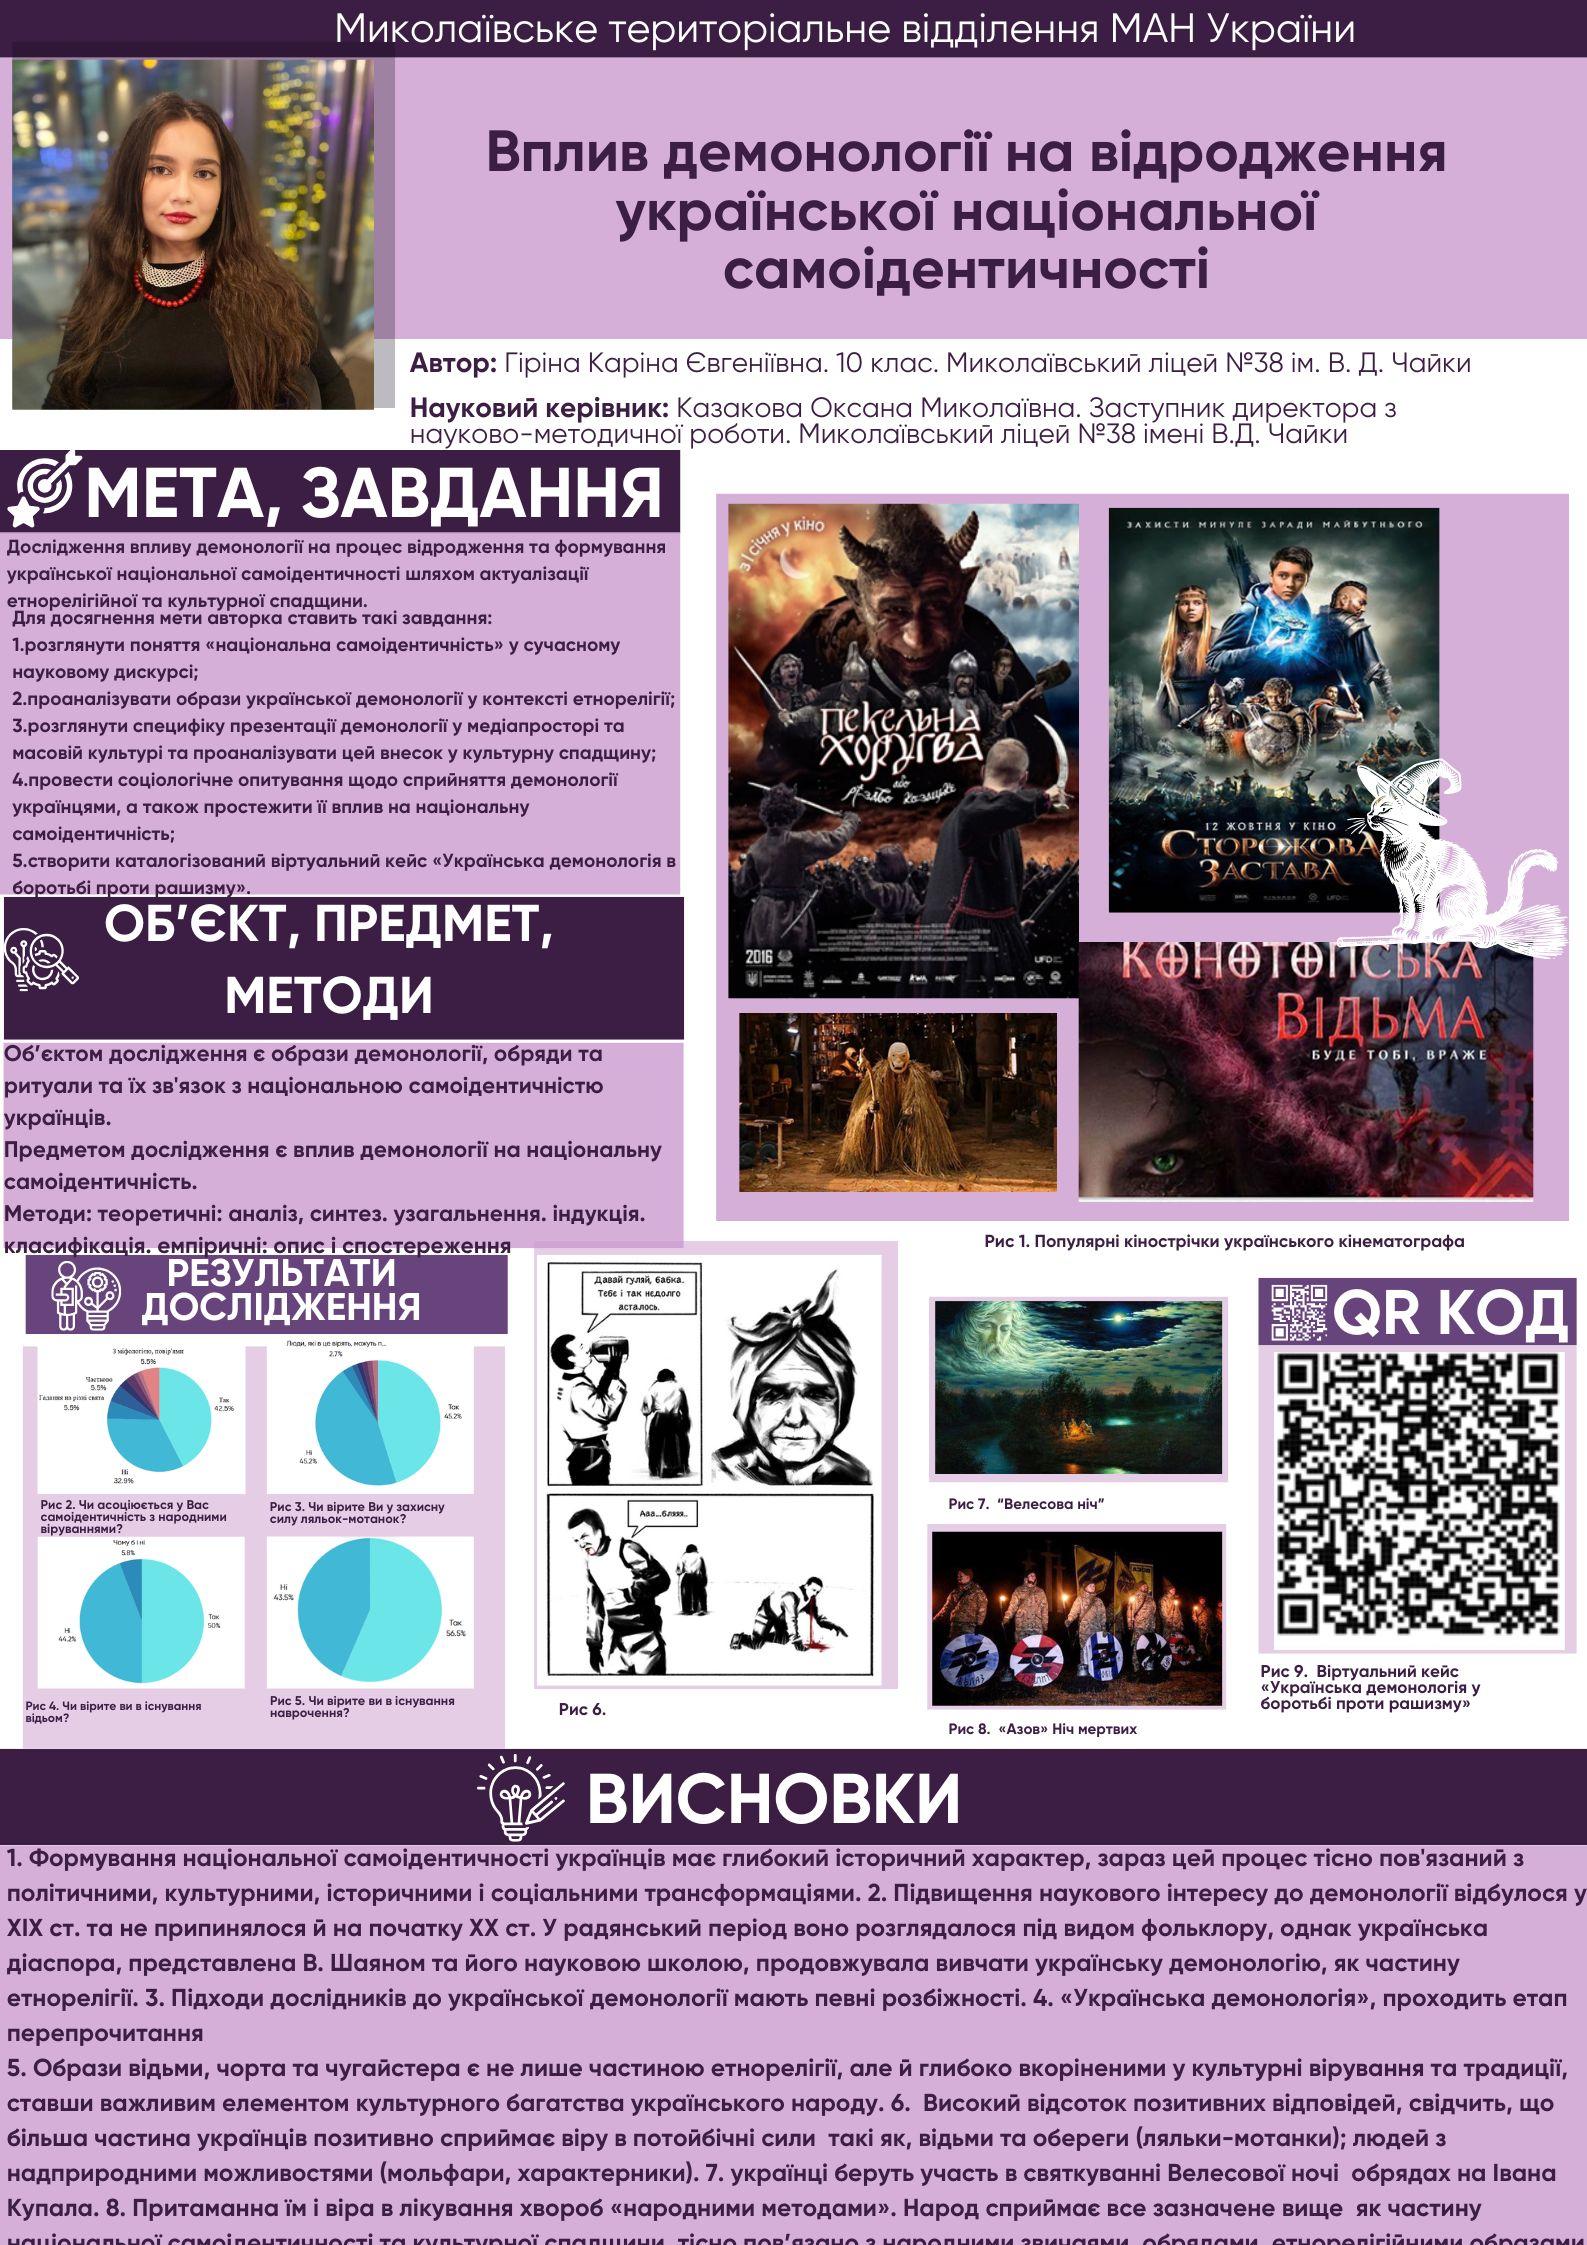 Миколаївське територіальне відділення МАН України
Вплив демонології на відродження
української національної
самоідентичності
Автор: Гіріна Каріна Євгеніївна. 10 клас. Миколаївський ліцей №38 ім. В. Д. Чайки
Науковий керівник: Казакова Оксана Миколаївна. Заступник директора з
науково-методичної роботи. Миколаївський ліцей №38 імені В.Д. Чайки
МЕТА, ЗАВДАННЯ
Дослідження впливу демонології на процес відродження та формування
української національної самоідентичності шляхом актуалізації
етнорелігійної та культурної спадщини.
Для досягнення мети авторка ставить такі завдання:
1.розглянути поняття «національна самоідентичність» у сучасному
науковому дискурсі;
2.проаналізувати образи української демонології у контексті етнорелігії;
3.розглянути специфіку презентації демонології у медіапросторі та
масовій культурі та проаналізувати цей внесок у культурну спадщину;
4.провести соціологічне опитування щодо сприйняття демонології
українцями, а також простежити її вплив на національну
самоідентичність;
5.створити каталогізований віртуальний кейс «Українська демонологія в
боротьбі проти рашизму».
ОБ’ЄКТ, ПРЕДМЕТ,
МЕТОДИ
Об’єктом дослідження є образи демонології, обряди та
ритуали та їх зв'язок з національною самоідентичністю
українців.
Предметом дослідження є вплив демонології на національну
самоідентичність.
Методи: теоретичні: аналіз, синтез. узагальнення. індукція.
класифікація. емпіричні: опис і спостереження
31 січня у кіно
ПЕКЕЛЬНА
ХОРУГВА
або
Різдво Козацьке
2016
UFD
ЗАХИСТИ МИНУЛЕ ЗАРАДИ МАЙБУТНЬОГО
12 ЖОВТНЯ У КІНО
СТОРОЖОВА
ЗАСТАВА
КОНОТОПСЬКА
ВІДЬМА
БУДЕ ТОБІ, ВРАЖЕ
Рис 1. Популярні кінострічки українського кінематографа
РЕЗУЛЬТАТИ
ДОСЛІДЖЕННЯ
З міфологією, повір'ями
5.5%
Частково
5.5%
Гадання на різні свята
5.5%
Так
42.5%
Ні
32.9%
Рис 2. Чи асоціюється у Вас
самоідентичність з народними
віруваннями?
Люди, які в це вірять, можуть п...
2.7%
Так
45.2%
Ні
45.2%
Рис 3. Чи вірите Ви у захисну
силу ляльок-мотанок?
Чому б і ні
5.8%
Так
50%
Ні
44.2%
Рис 4. Чи вірите ви в існування
відьом?
Ні
43.5%
Так
56.5%
Рис 5. Чи вірите ви в існування
наврочення?
Давай гуляй, бабка.
Тебе і так недолго
асталось.
Ааа...бляяя..
Рис 6.
Рис 7. “Велесова ніч”
Рис 8. «Азов» Ніч мертвих
QR КОД
Рис 9. Віртуальний кейс
«Українська демонологія у
боротьбі проти рашизму»
ВИСНОВКИ
1. Формування національної самоідентичності українців має глибокий історичний характер, зараз цей процес тісно пов'язаний з
політичними, культурними, історичними і соціальними трансформаціями. 2. Підвищення наукового інтересу до демонології відбулося у
XIX ст. та не припинялося й на початку XX ст. У радянський період воно розглядалося під видом фольклору, однак українська
діаспора, представлена В. Шаяном та його науковою школою, продовжувала вивчати українську демонологію, як частину
етнорелігії. 3. Підходи дослідників до української демонології мають певні розбіжності. 4. «Українська демонологія», проходить етап
перепрочитання
5. Образи відьми, чорта та чугайстера є не лише частиною етнорелігії, але й глибоко вкоріненими у культурні вірування та традиції,
ставши важливим елементом культурного багатства українського народу. 6. Високий відсоток позитивних відповідей, свідчить, що
більша частина українців позитивно сприймає віру в потойбічні сили такі як, відьми та обереги (ляльки-мотанки); людей з
надприродними можливостями (мольфари, характерники). 7. українці беруть участь в святкуванні Велесової ночі обрядах на Івана
Купала. 8. Притаманна їм і віра в лікування хвороб «народними методами». Народ сприймає все зазначене вище як частину
національної самоідентичності та культурної спадщини, тісно пов’язано з народними звичаями, обрядами, етнорелігійними образами